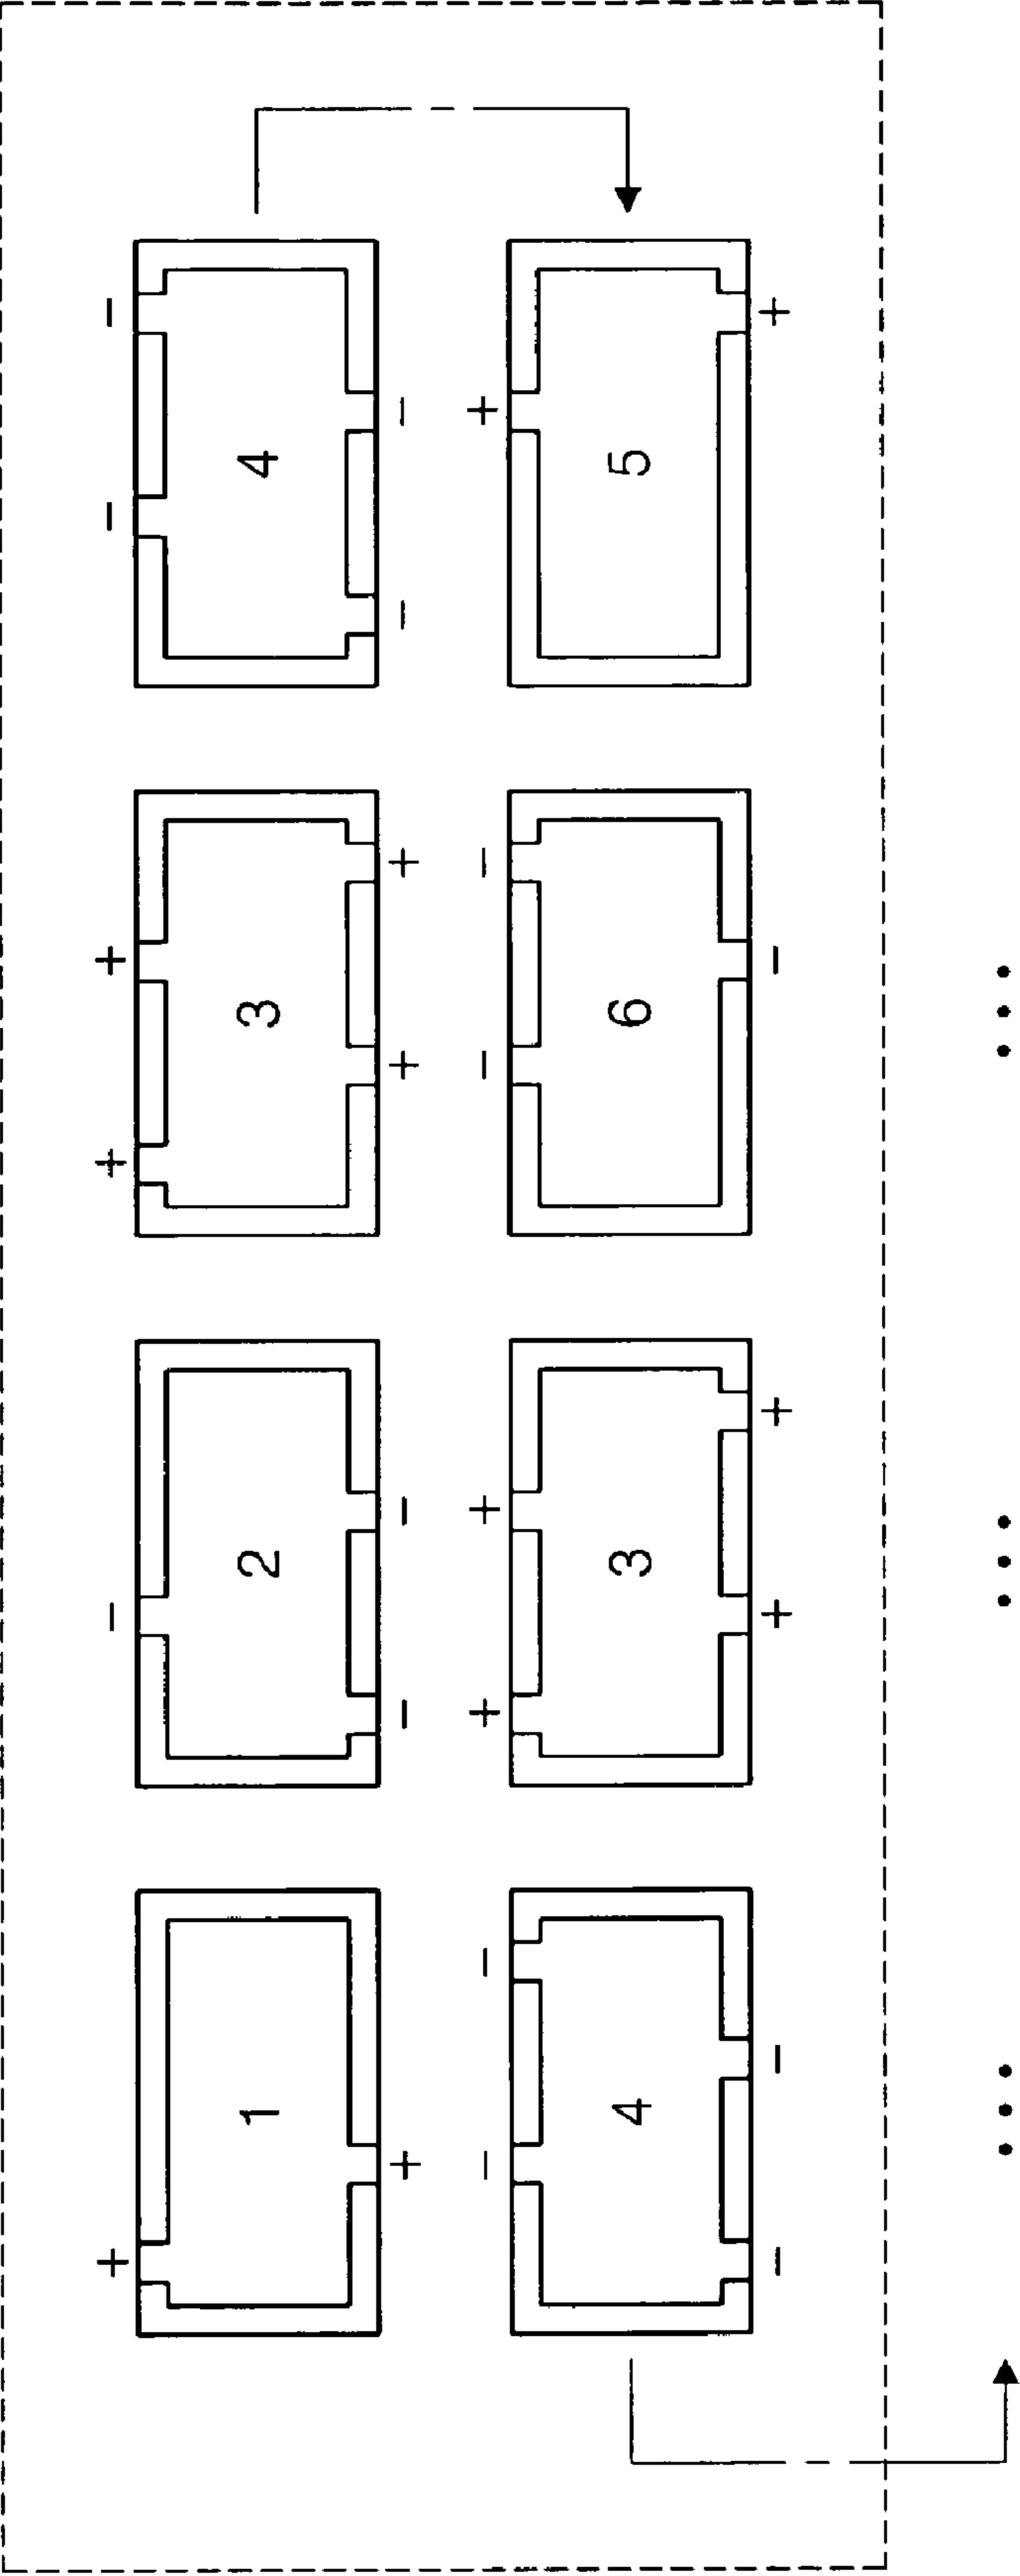 + − + + − −
1 2 3 4
+ − − + + − −
− − + + − − +
4 3 6 5
− − + + − +
... ... ...